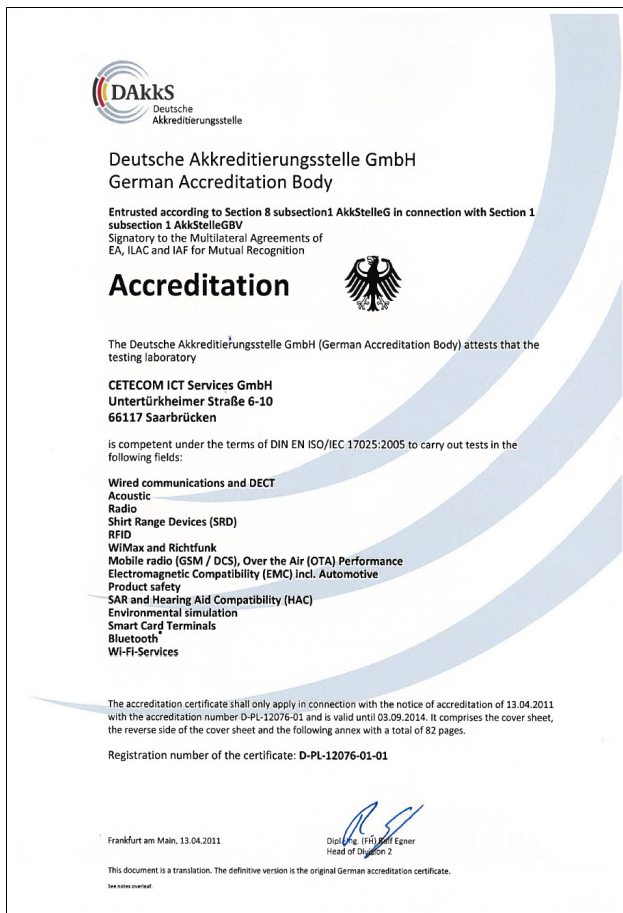 DAkkS
Deutsche
Akkreditierungsstelle
Deutsche Akkreditierungsstelle GmbH
German Accreditation Body
Entrusted according to Section 8 subsection1 AkkStelleG in connection with Section 1
subsection 1 AkkStelleGBV
Signatory to the Multilateral Agreements of
EA, ILAC and IAF for Mutual Recognition
Accreditation
The Deutsche Akkreditierungsstelle GmbH (German Accreditation Body) attests that the
testing laboratory
CETECOM ICT Services GmbH
Untertürkheimer Straße 6-10
66117 Saarbrücken
is competent under the terms of DIN EN ISO/IEC 17025:2005 to carry out tests in the
following fields:
Wired communications and DECT
Acoustic
Radio
Shirt Range Devices (SRD)
RFID
WiMax and Richtfunk
Mobile radio (GSM / DCS), Over the Air (OTA) Performance
Electromagnetic Compatibility (EMC) incl. Automotive
Product safety
SAR and Hearing Aid Compatibility (HAC)
Environmental simulation
Smart Card Terminals
Bluetooth
Wi-Fi-Services
The accreditation certificate shall only apply in connection with the notice of accreditation of 13.04.2011
with the accreditation number D-PL-12076-01 and is valid until 03.09.2014. It comprises the cover sheet,
the reverse side of the cover sheet and the following annex with a total of 82 pages.
Registration number of the certificate: D-PL-12076-01-01
Frankfurt am Main, 13.04.2011
Dipl.-Ing. (FH) Ralf Egner
Head of Division 2
This document is a translation. The definitive version is the original German accreditation certificate.
See notes overleaf.